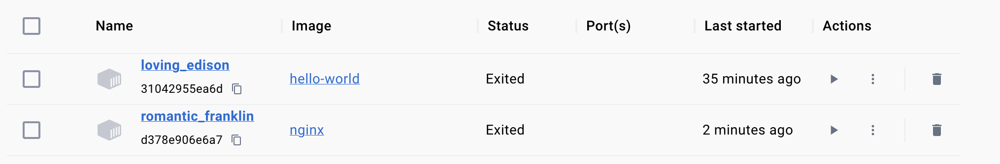 Name Image Status Port(s) Last started Actions
loving_edison
31042955ea6d
hello-world Exited 35 minutes ago
romantic_franklin
d378e906e6a7
nginx Exited 2 minutes ago